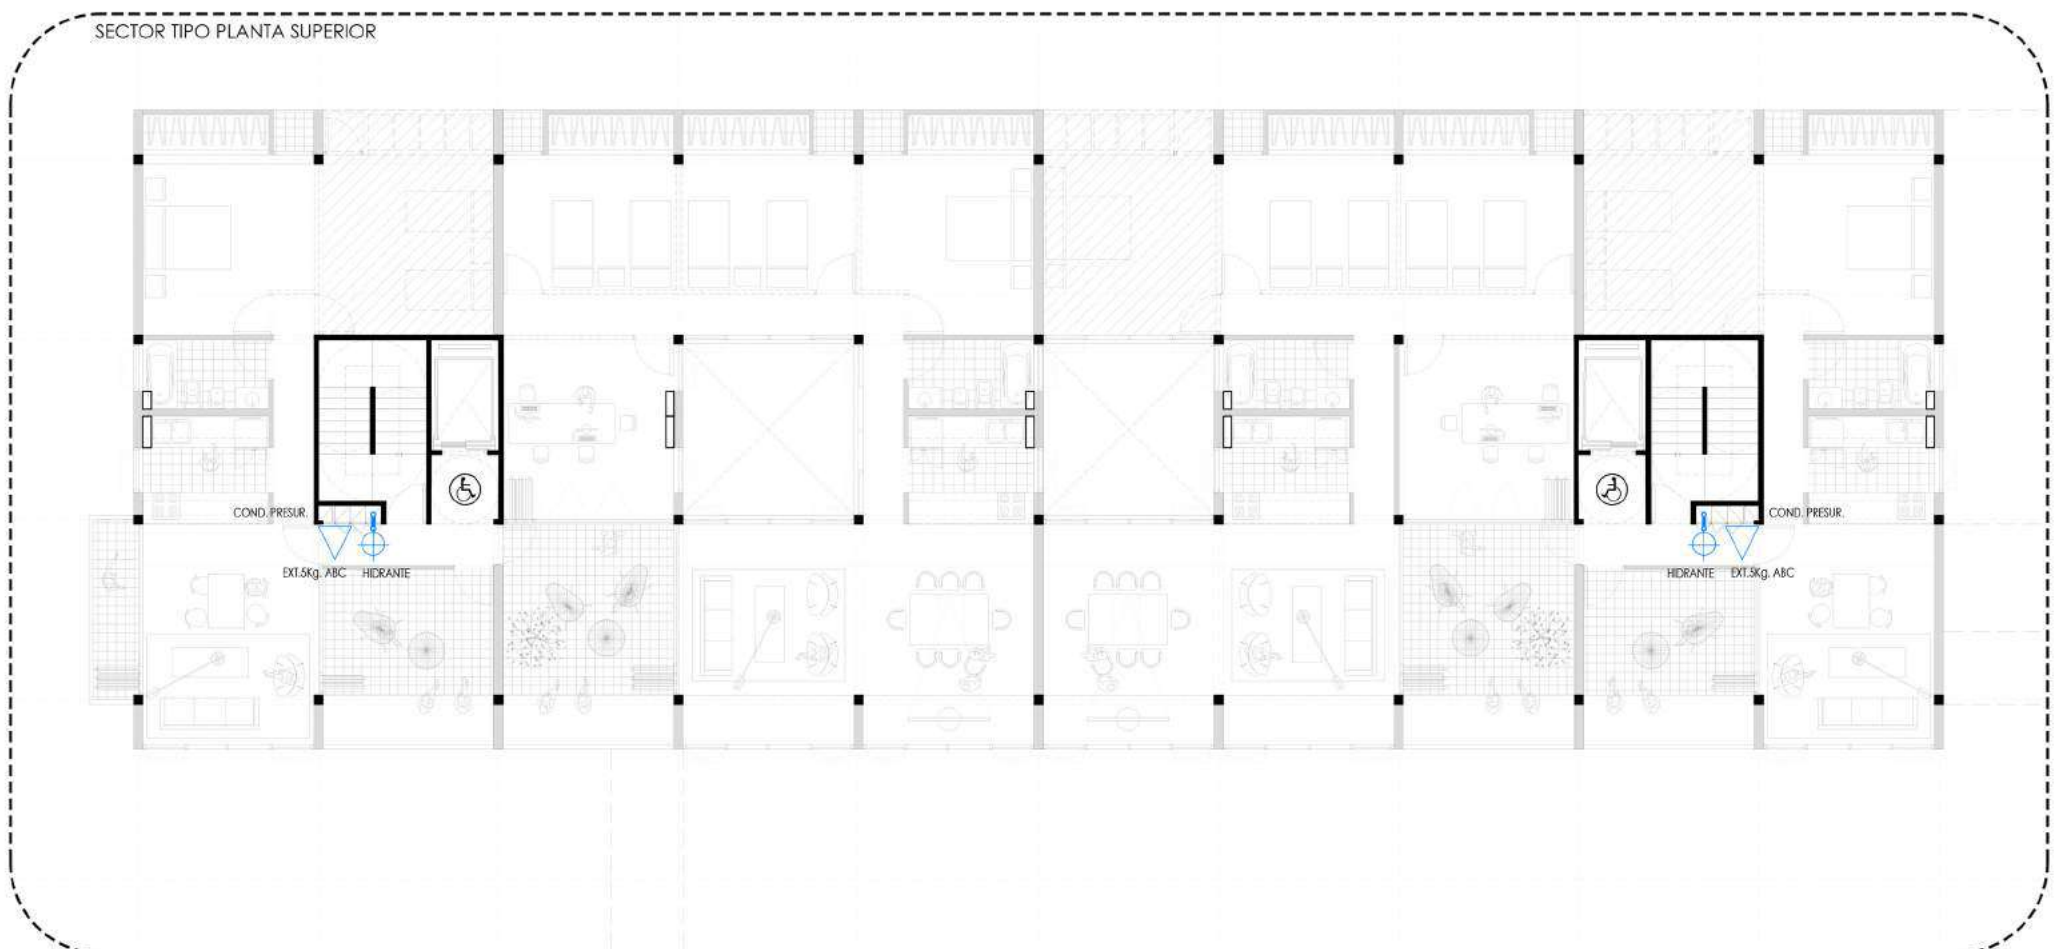 SECTOR TIPO PLANTA SUPERIOR
COND. PRESUR.
EXT.5Kg. ABC
HIDRANTE
COND. PRESUR.
HIDRANTE
EXT.5Kg. ABC